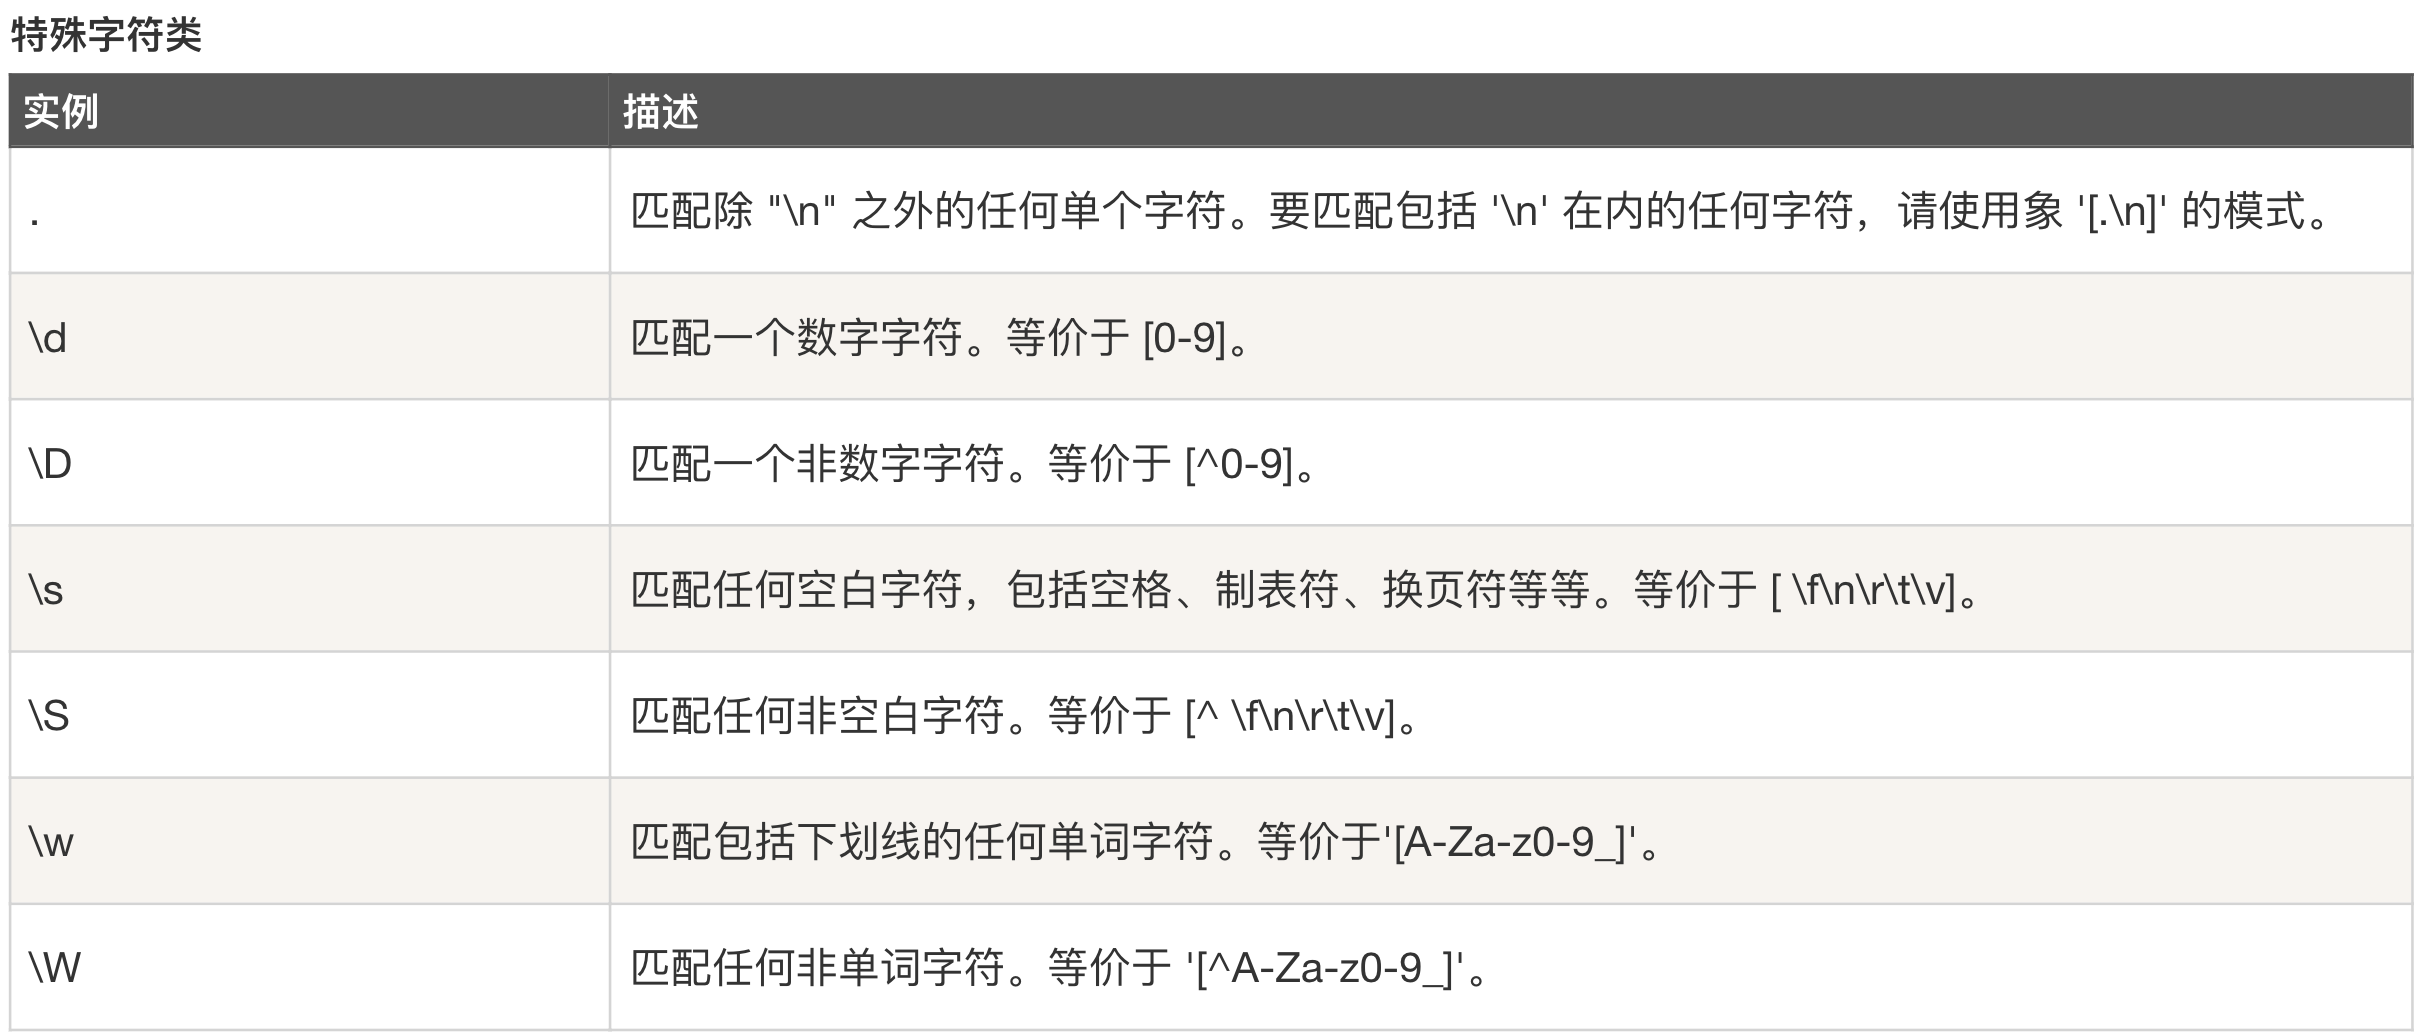 特殊字符类
实例 描述
. 匹配除 "\n" 之外的任何单个字符。要匹配包括 '\n' 在内的任何字符，请使用象 '[.\n]' 的模式。
\d 匹配一个数字字符。等价于 [0-9]。
\D 匹配一个非数字字符。等价于 [^0-9]。
\s 匹配任何空白字符，包括空格、制表符、换页符等等。等价于 [ \f\n\r\t\v]。
\S 匹配任何非空白字符。等价于 [^ \f\n\r\t\v]。
\w 匹配包括下划线的任何单词字符。等价于'[A-Za-z0-9_]'。
\W 匹配任何非单词字符。等价于 '[^A-Za-z0-9_]'。